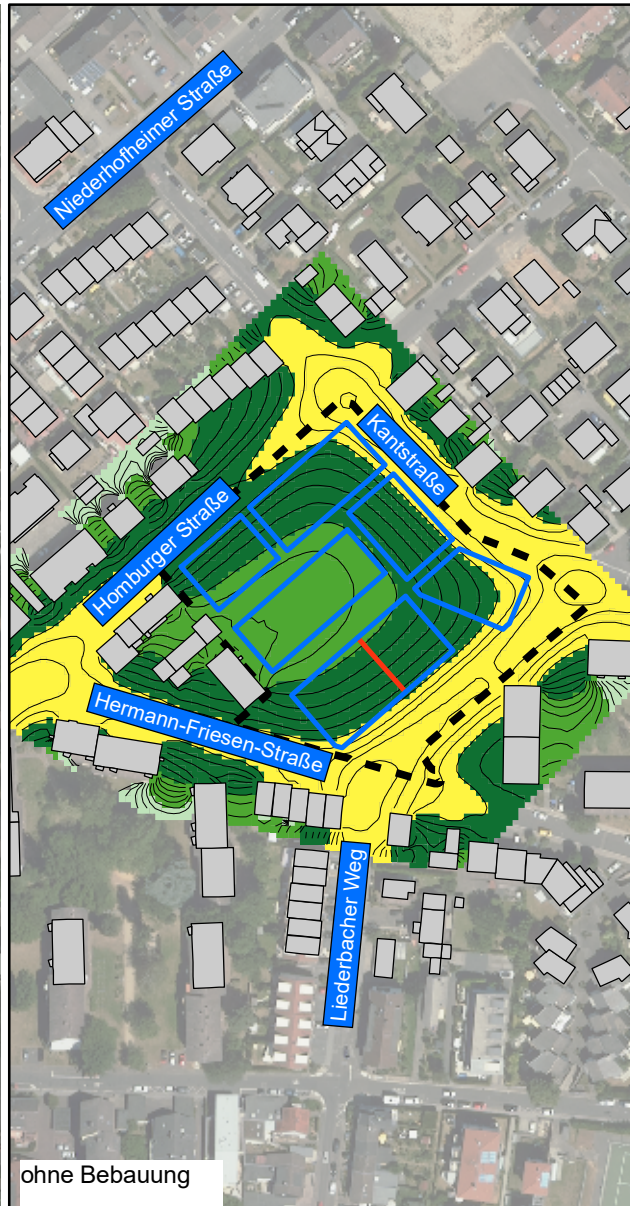 Niederhofheimer Straße
Kantstraße
Homburger Straße
Hermann-Friesen-Straße
Liederbacher Weg
ohne Bebauung